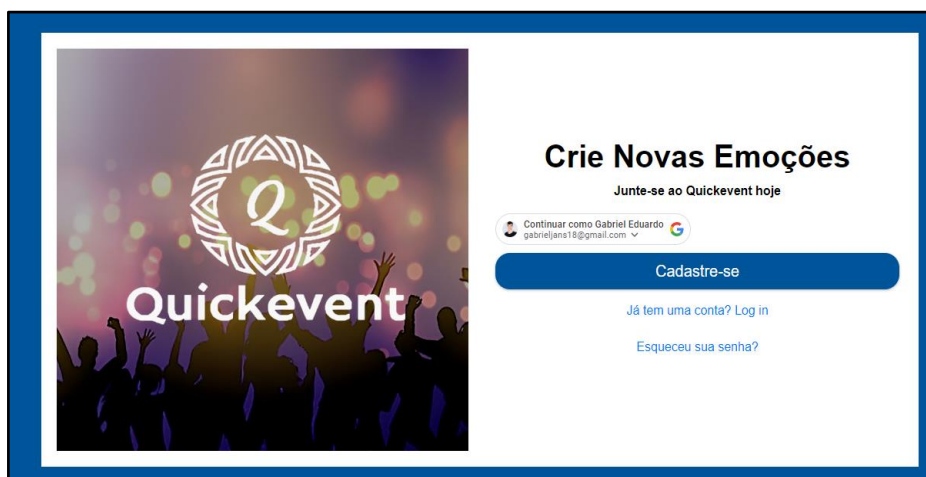 Q
Quickevent
Crie Novas Emoções
Junte-se ao Quickevent hoje
Continuar como Gabriel Eduardo
gabrieljans18@gmail.com
Cadastre-se
Já tem uma conta? Log in
Esqueceu sua senha?